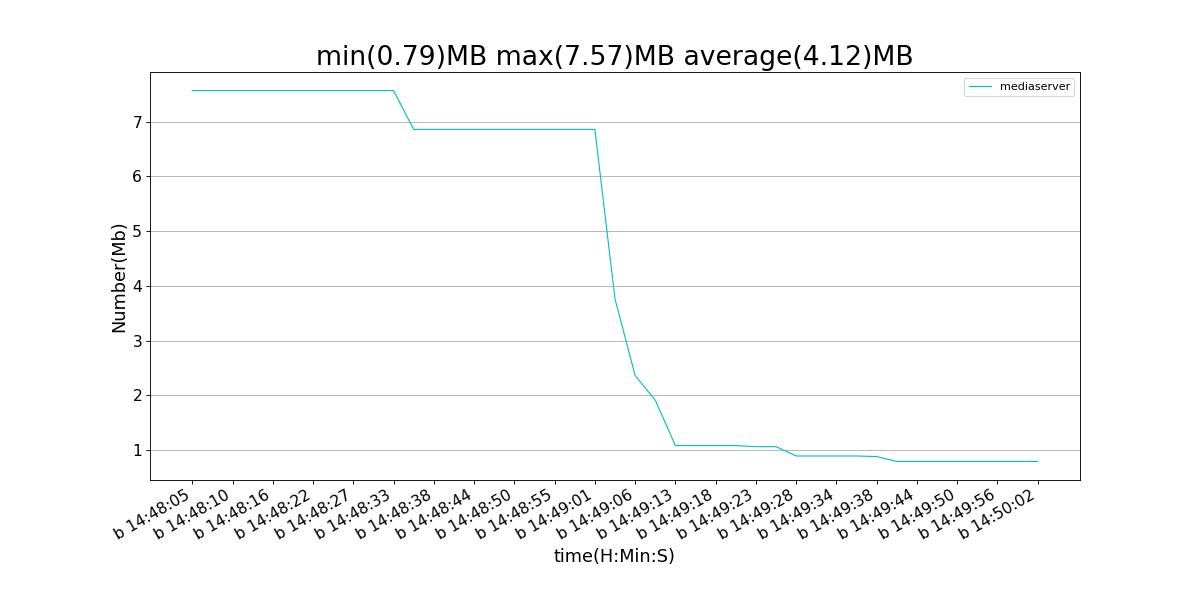 min(0.79)MB max(7.57)MB average(4.12)MB
mediaserver
7
6
5
4
3
2
1
Number(Mb)
b 14:48:05
b 14:48:10
b 14:48:16
b 14:48:22
b 14:48:27
b 14:48:33
b 14:48:38
b 14:48:44
b 14:48:50
b 14:48:55
b 14:49:01
b 14:49:06
b 14:49:13
b 14:49:18
b 14:49:23
b 14:49:28
b 14:49:34
b 14:49:38
b 14:49:44
b 14:49:50
b 14:49:56
b 14:50:02
time(H:Min:S)